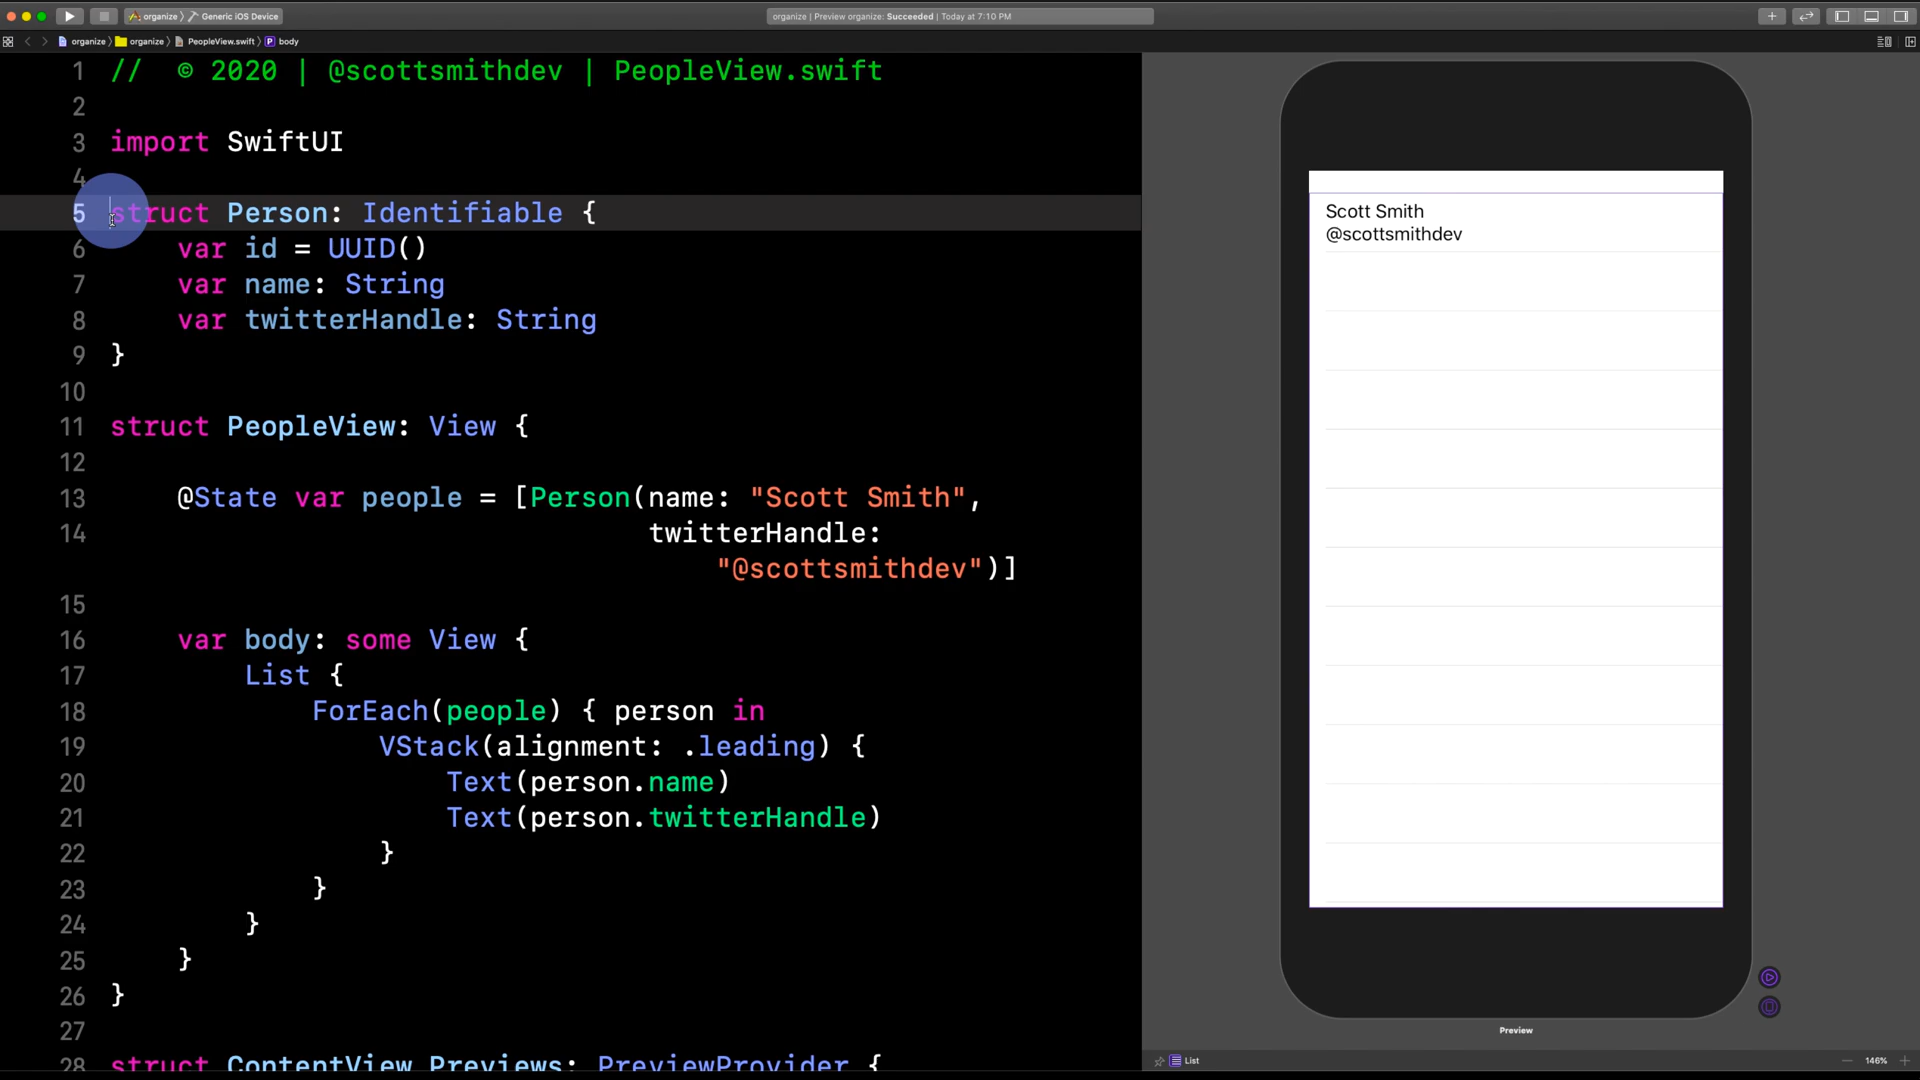 organize 〉 Generic iOS Device
organize | Preview organize: Succeeded | Today at 7:10 PM
organize 〉 organize 〉 PeopleView.swift 〉 P body
1 //  © 2020 | @scottsmithdev | PeopleView.swift
2
3 import SwiftUI
4
5 struct Person: Identifiable {
6     var id = UUID()
7     var name: String
8     var twitterHandle: String
9 }
10
11 struct PeopleView: View {
12
13     @State var people = [Person(name: "Scott Smith",
14                                 twitterHandle:
"@scottsmithdev")]
15
16     var body: some View {
17         List {
18             ForEach(people) { person in
19                 VStack(alignment: .leading) {
20                     Text(person.name)
21                     Text(person.twitterHandle)
22                 }
23             }
24         }
25     }
26 }
27
28 struct ContentView_Previews: PreviewProvider {
Scott Smith
@scottsmithdev
Preview
List
146%